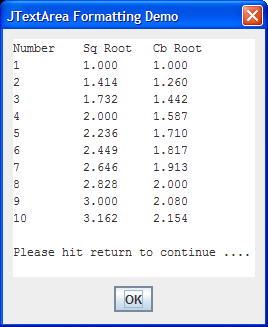 JTextArea Formatting Demo
Number Sq Root Cb Root
1 1.000 1.000
2 1.414 1.260
3 1.732 1.442
4 2.000 1.587
5 2.236 1.710
6 2.449 1.817
7 2.646 1.913
8 2.828 2.000
9 3.000 2.080
10 3.162 2.154
Please hit return to continue ....
OK